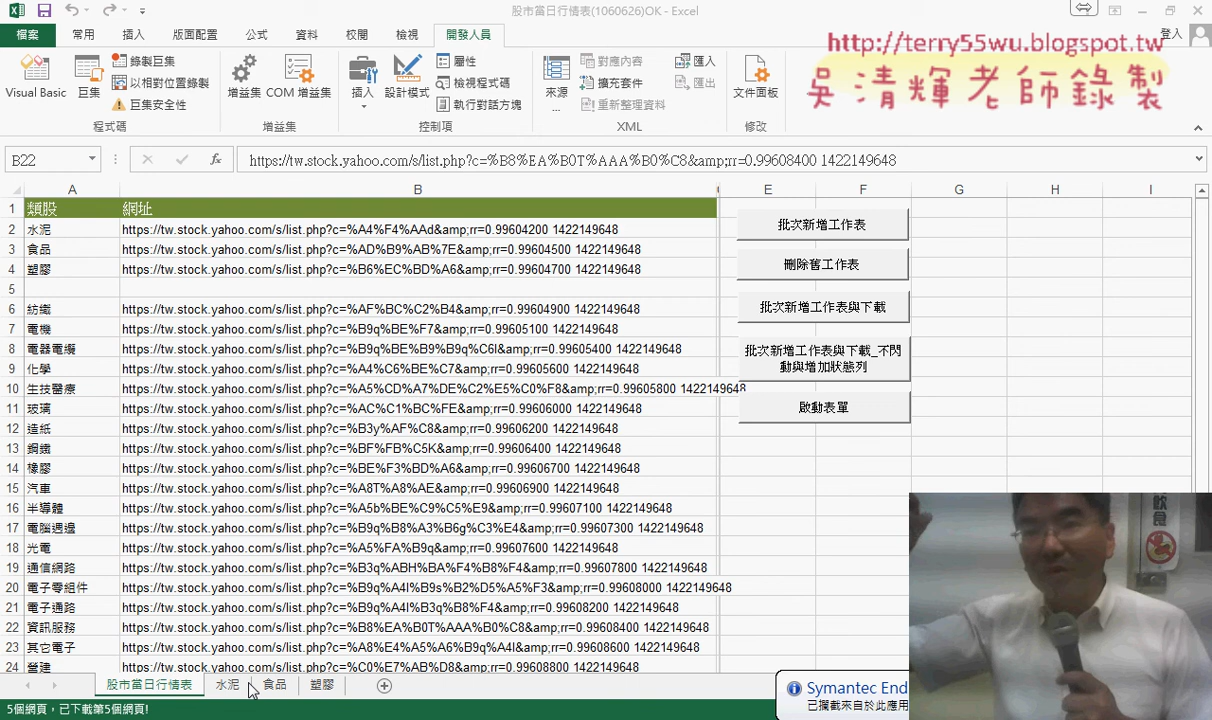 股市當日行情表(1060626)OK - Excel
檔案 常用 插入 版面配置 公式 資料 校閱 檢視 開發人員 登入
http://terry55wu.blogspot.tw
吳清輝老師錄製
Visual Basic 巨集 錄製巨集 以相對位置錄製 巨集安全性 程式碼
增益集 COM 增益集 增益集
插入 設計模式 屬性 檢視程式碼 執行對話方塊 控制項
來源 對應內容 擴充套件 重新整理資料 匯入 匯出 XML
文件面板 修改
B22 fx https://tw.stock.yahoo.com/s/list.php?c=%B8%EA%B0T%AAA%B0%C8&amp;rr=0.99608400 1422149648
A B E F G H I
1 類股 網址
2 水泥 https://tw.stock.yahoo.com/s/list.php?c=%A4%F4%AAd&amp;rr=0.99604200 1422149648
3 食品 https://tw.stock.yahoo.com/s/list.php?c=%AD%B9%AB%7E&amp;rr=0.99604500 1422149648
4 塑膠 https://tw.stock.yahoo.com/s/list.php?c=%B6%EC%BD%A6&amp;rr=0.99604700 1422149648
5
6 紡織 https://tw.stock.yahoo.com/s/list.php?c=%AF%BC%C2%B4&amp;rr=0.99604900 1422149648
7 電機 https://tw.stock.yahoo.com/s/list.php?c=%B9q%BE%F7&amp;rr=0.99605100 1422149648
8 電器電纜 https://tw.stock.yahoo.com/s/list.php?c=%B9q%BE%B9%B9q%C6l&amp;rr=0.99605400 1422149648
9 化學 https://tw.stock.yahoo.com/s/list.php?c=%A4%C6%BE%C7&amp;rr=0.99605600 1422149648
10 生技醫療 https://tw.stock.yahoo.com/s/list.php?c=%A5%CD%A7%DE%C2%E5%C0%F8&amp;rr=0.99605800 1422149648
11 玻璃 https://tw.stock.yahoo.com/s/list.php?c=%AC%C1%BC%FE&amp;rr=0.99606000 1422149648
12 造紙 https://tw.stock.yahoo.com/s/list.php?c=%B3y%AF%C8&amp;rr=0.99606200 1422149648
13 鋼鐵 https://tw.stock.yahoo.com/s/list.php?c=%BF%FB%C5K&amp;rr=0.99606400 1422149648
14 橡膠 https://tw.stock.yahoo.com/s/list.php?c=%BE%F3%BD%A6&amp;rr=0.99606700 1422149648
15 汽車 https://tw.stock.yahoo.com/s/list.php?c=%A8T%A8%AE&amp;rr=0.99606900 1422149648
16 半導體 https://tw.stock.yahoo.com/s/list.php?c=%A5b%BE%C9%C5%E9&amp;rr=0.99607100 1422149648
17 電腦週邊 https://tw.stock.yahoo.com/s/list.php?c=%B9q%B8%A3%B6g%C3%E4&amp;rr=0.99607300 1422149648
18 光電 https://tw.stock.yahoo.com/s/list.php?c=%A5%FA%B9q&amp;rr=0.99607600 1422149648
19 通信網路 https://tw.stock.yahoo.com/s/list.php?c=%B3q%ABH%BA%F4%B8%F4&amp;rr=0.99607800 1422149648
20 電子零組件 https://tw.stock.yahoo.com/s/list.php?c=%B9q%A4l%B9s%B2%D5%A5%F3&amp;rr=0.99608000 1422149648
21 電子通路 https://tw.stock.yahoo.com/s/list.php?c=%B9q%A4l%B3q%B8%F4&amp;rr=0.99608200 1422149648
22 資訊服務 https://tw.stock.yahoo.com/s/list.php?c=%B8%EA%B0T%AAA%B0%C8&amp;rr=0.99608400 1422149648
23 其它電子 https://tw.stock.yahoo.com/s/list.php?c=%A8%E4%A5%A6%B9q%A4l&amp;rr=0.99608600 1422149648
24 營建 https://tw.stock.yahoo.com/s/list.php?c=%C0%E7%AB%D8&amp;rr=0.99608800 1422149648
批次新增工作表
刪除舊工作表
批次新增工作表與下載
批次新增工作表與下載_不閃
動與增加狀態列
啟動表單
飲食
股市當日行情表 水泥 食品 塑膠
Symantec End
已攔截來自於此應用
5個網頁，已下載第5個網頁!